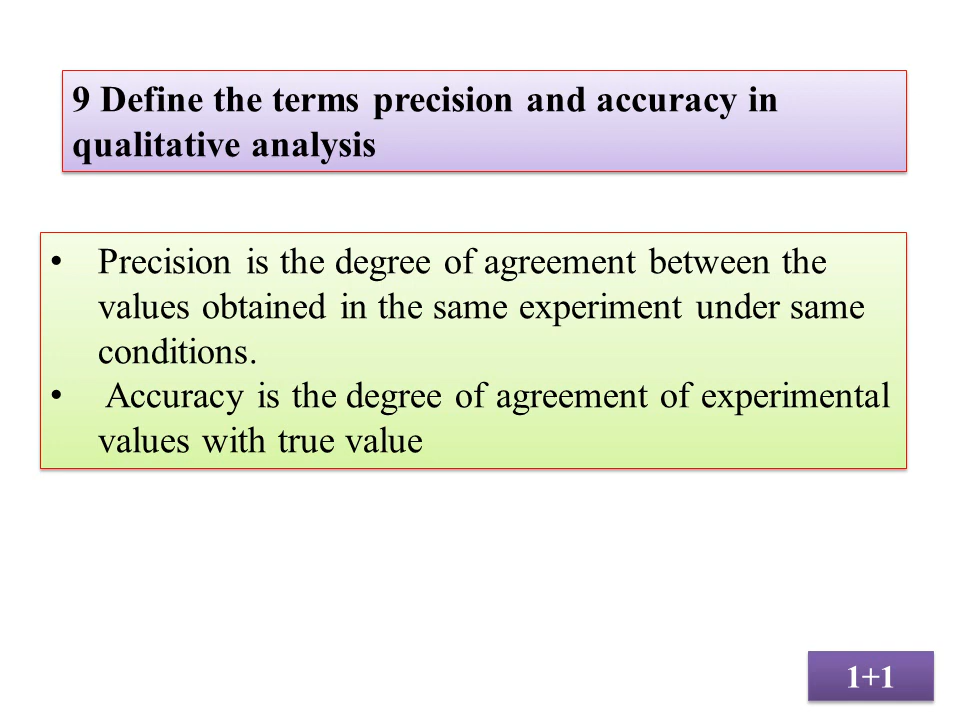 9 Define the terms precision and accuracy in
qualitative analysis
• Precision is the degree of agreement between the
values obtained in the same experiment under same
conditions.
• Accuracy is the degree of agreement of experimental
values with true value
1+1